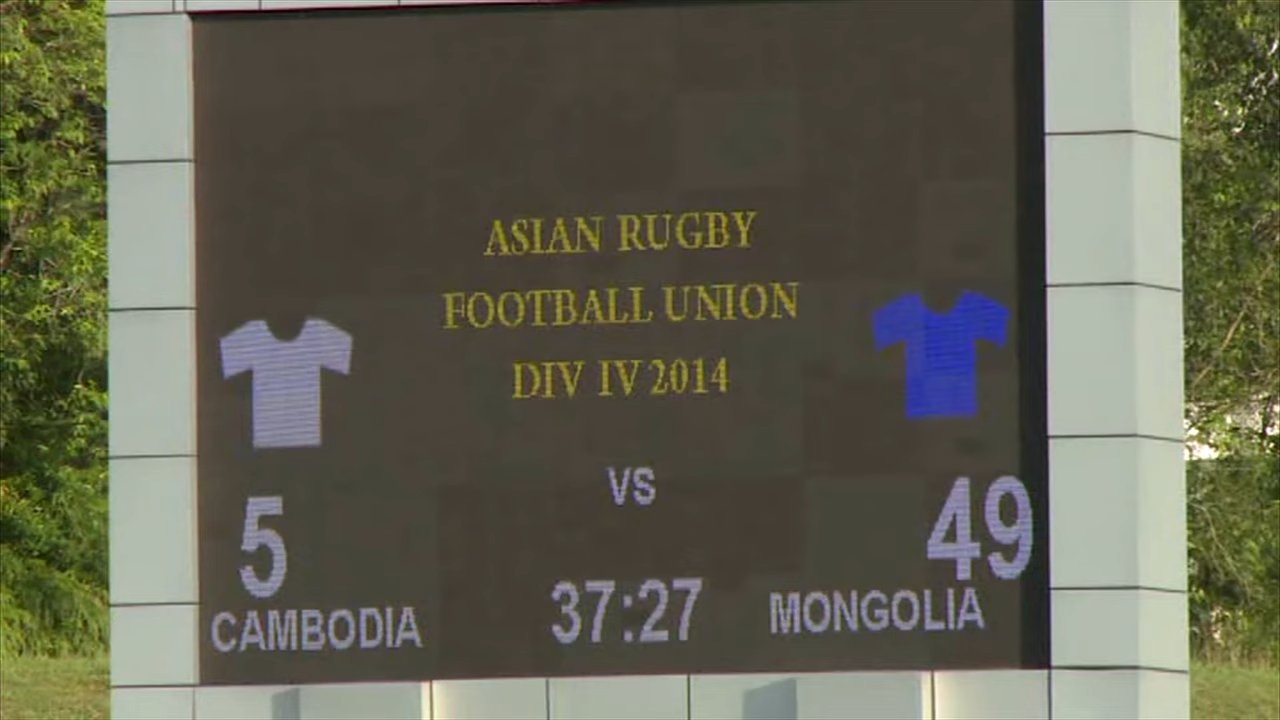 ASIAN RUGBY
FOOTBALL UNION
DIV IV 2014
VS
5 49
CAMBODIA 37:27 MONGOLIA